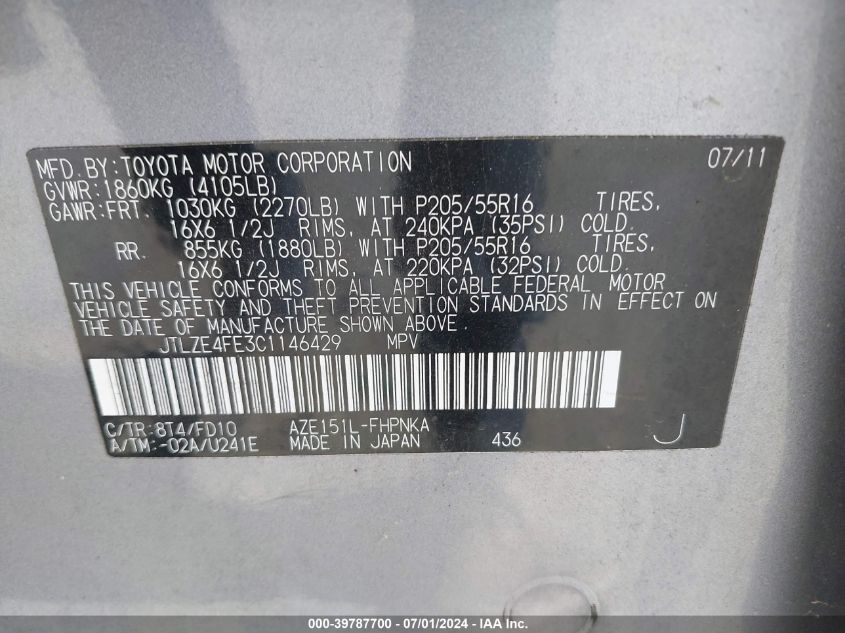 MFD. BY: TOYOTA MOTOR CORPORATION 07/11
GVWR: 1860KG (4105LB)
GAWR: FRT. 1030KG (2270LB) WITH P205/55R16 TIRES,
16X6 1/2J RIMS, AT 240KPA (35PSI) COLD.
RR. 855KG (1880LB) WITH P205/55R16 TIRES,
16X6 1/2J RIMS, AT 220KPA (32PSI) COLD.
THIS VEHICLE CONFORMS TO ALL APPLICABLE FEDERAL MOTOR
VEHICLE SAFETY AND THEFT PREVENTION STANDARDS IN EFFECT ON
THE DATE OF MANUFACTURE SHOWN ABOVE.
JTLZE4FE3C1146429 MPV
C/TR: 8T4/FD10 AZE151L-FHPNKA
A/TM: -02A/U241E MADE IN JAPAN 436 J
000-39787700 - 07/01/2024 - IAA Inc.